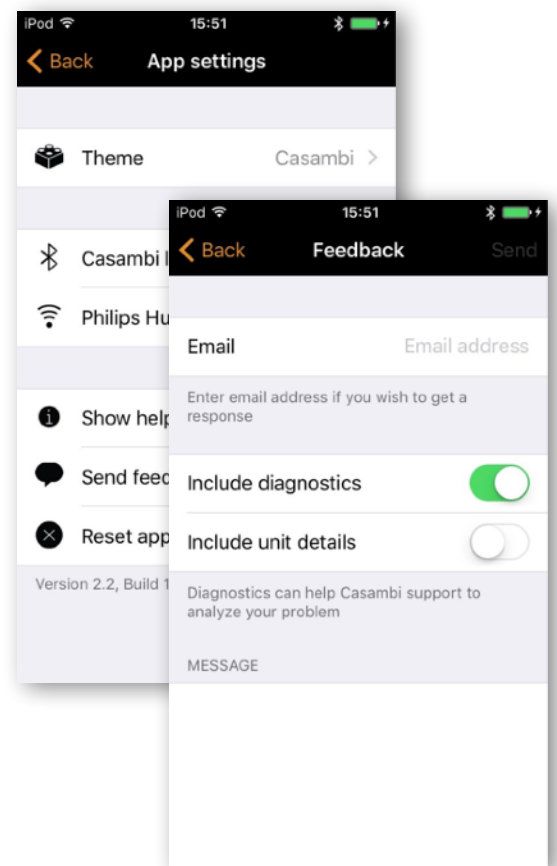 iPod 15:51
Back App settings
Theme Casambi
Casambi
Philips Hu
Show help
Send feed
Reset app
Version 2.2, Build 1
iPod 15:51
Back Feedback Send
Email Email address
Enter email address if you wish to get a
response
Include diagnostics
Include unit details
Diagnostics can help Casambi support to
analyze your problem
MESSAGE